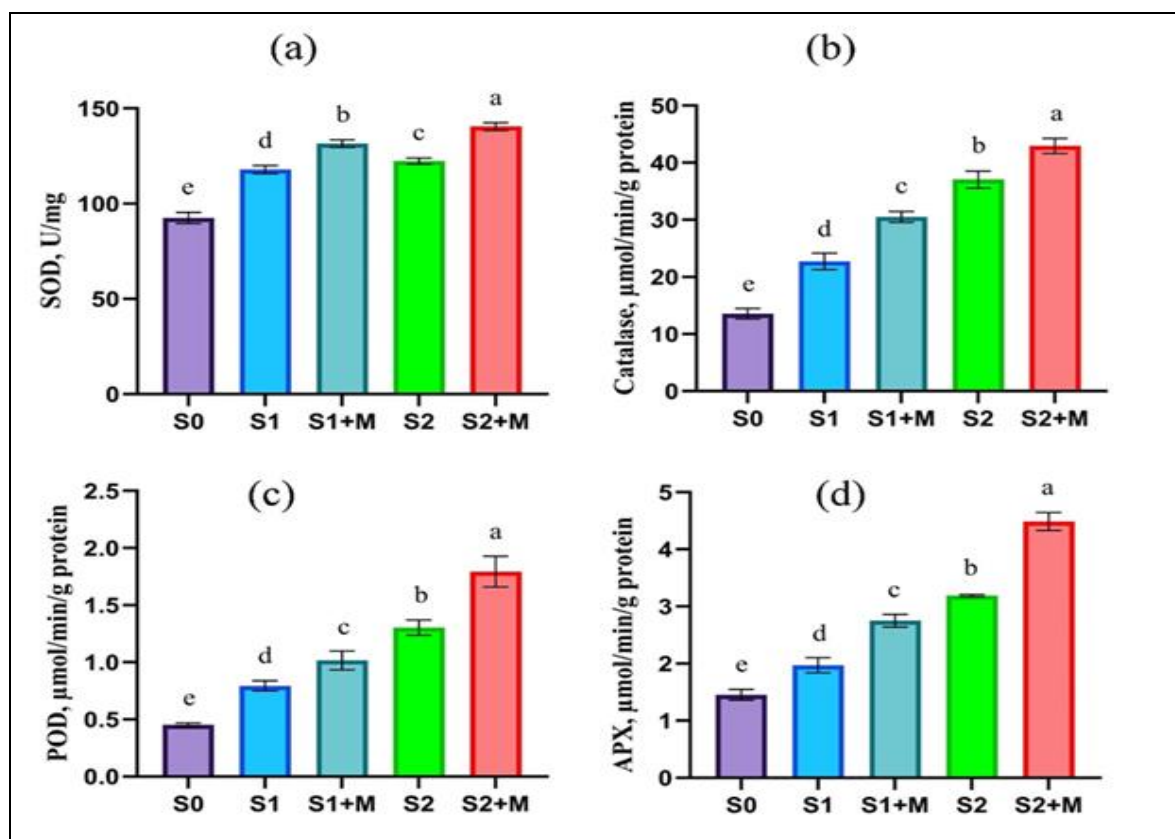 (a)
SOD, U/mg
150
100
50
0
e
d
b
c
a
S0 S1 S1+M S2 S2+M
(b)
Catalase, µmol/min/g protein
50
40
30
20
10
0
e
d
c
b
a
S0 S1 S1+M S2 S2+M
(c)
POD, µmol/min/g protein
2.5
2.0
1.5
1.0
0.5
0.0
e
d
c
b
a
S0 S1 S1+M S2 S2+M
(d)
APX, µmol/min/g protein
5
4
3
2
1
0
e
d
c
b
a
S0 S1 S1+M S2 S2+M